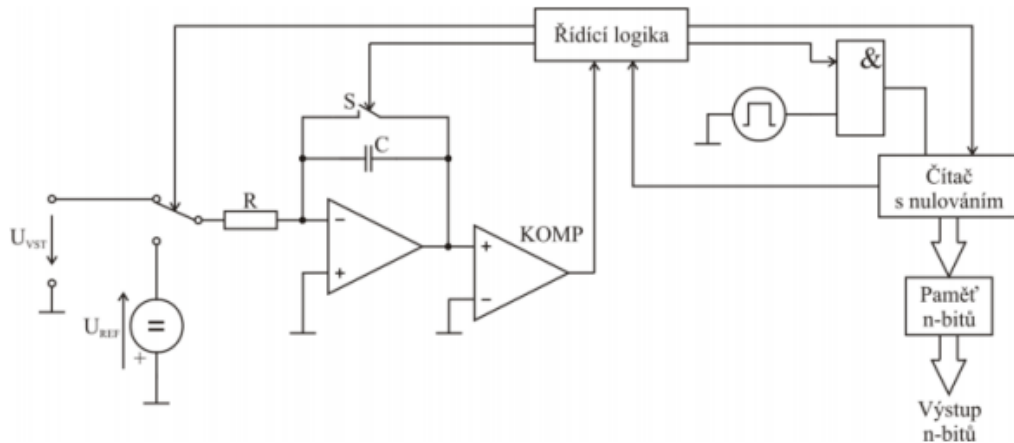 Řídící logika
&
S
C
R
U_VST
U_REF
=
+
−
+
KOMP
+
−
Čítač
s nulováním
Paměť
n-bitů
Výstup
n-bitů